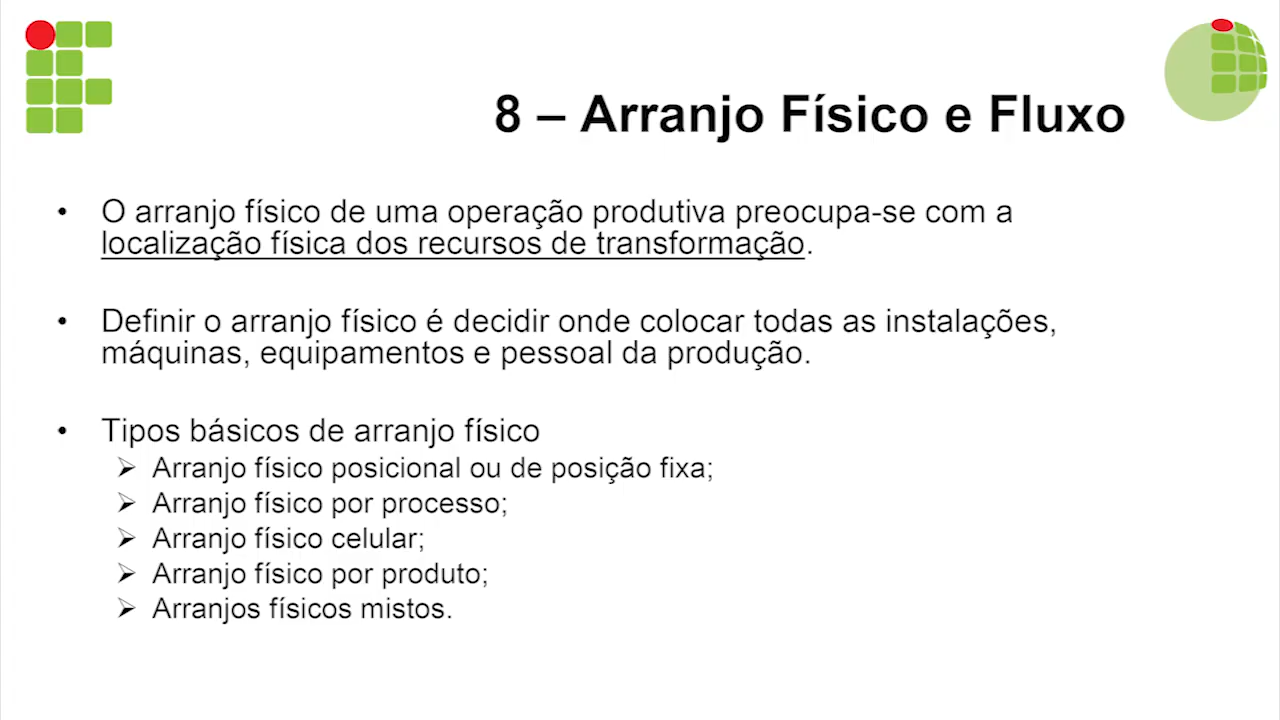 8 – Arranjo Físico e Fluxo
• O arranjo físico de uma operação produtiva preocupa-se com a
localização física dos recursos de transformação.
• Definir o arranjo físico é decidir onde colocar todas as instalações,
máquinas, equipamentos e pessoal da produção.
• Tipos básicos de arranjo físico
➢ Arranjo físico posicional ou de posição fixa;
➢ Arranjo físico por processo;
➢ Arranjo físico celular;
➢ Arranjo físico por produto;
➢ Arranjos físicos mistos.